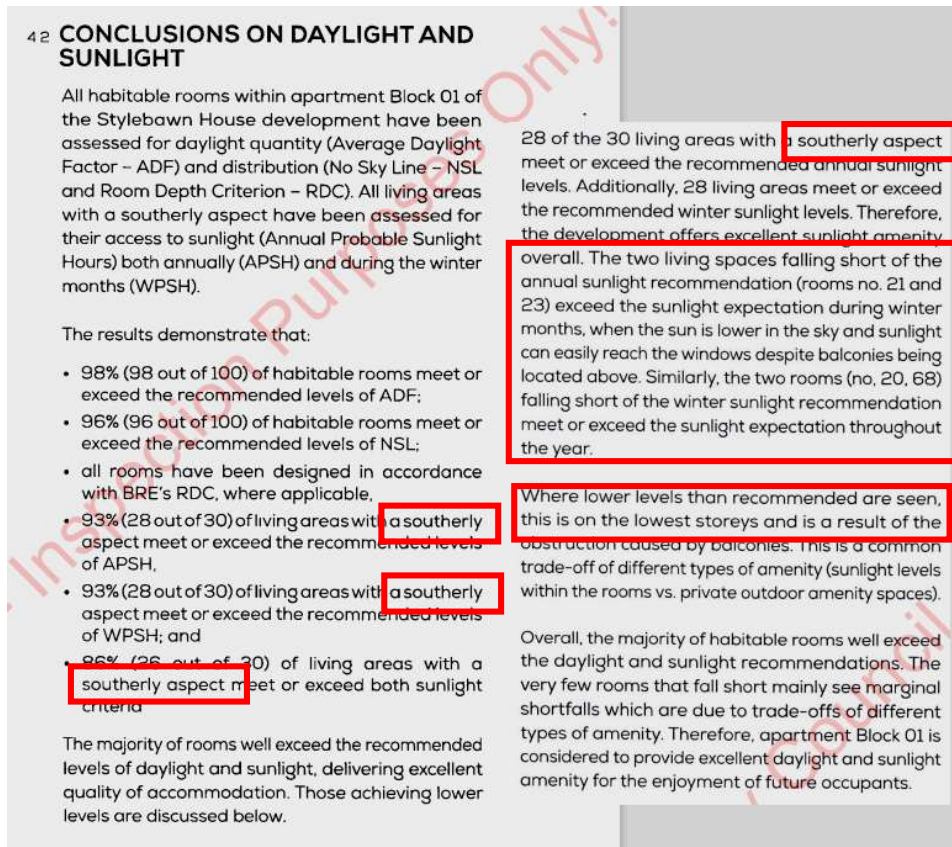 42 CONCLUSIONS ON DAYLIGHT AND
SUNLIGHT
All habitable rooms within apartment Block 01 of
the Stylebawn House development have been
assessed for daylight quantity (Average Daylight
Factor – ADF) and distribution (No Sky Line – NSL
and Room Depth Criterion – RDC). All living areas
with a southerly aspect have been assessed for
their access to sunlight (Annual Probable Sunlight
Hours) both annually (APSH) and during the winter
months (WPSH).
The results demonstrate that:
• 98% (98 out of 100) of habitable rooms meet or
exceed the recommended levels of ADF;
• 96% (96 out of 100) of habitable rooms meet or
exceed the recommended levels of NSL;
• all rooms have been designed in accordance
with BRE's RDC, where applicable,
• 93% (28 out of 30) of living areas with a southerly
aspect meet or exceed the recommended levels
of APSH,
• 93% (28 out of 30) of living areas with a southerly
aspect meet or exceed the recommended levels
of WPSH; and
• 86% (26 out of 30) of living areas with a
southerly aspect meet or exceed both sunlight
criteria
The majority of rooms well exceed the recommended
levels of daylight and sunlight, delivering excellent
quality of accommodation. Those achieving lower
levels are discussed below.
28 of the 30 living areas with a southerly aspect
meet or exceed the recommended annual sunlight
levels. Additionally, 28 living areas meet or exceed
the recommended winter sunlight levels. Therefore,
the development offers excellent sunlight amenity
overall. The two living spaces falling short of the
annual sunlight recommendation (rooms no. 21 and
23) exceed the sunlight expectation during winter
months, when the sun is lower in the sky and sunlight
can easily reach the windows despite balconies being
located above. Similarly, the two rooms (no, 20, 68)
falling short of the winter sunlight recommendation
meet or exceed the sunlight expectation throughout
the year.
Where lower levels than recommended are seen,
this is on the lowest storeys and is a result of the
obstruction caused by balconies. This is a common
trade-off of different types of amenity (sunlight levels
within the rooms vs. private outdoor amenity spaces).
Overall, the majority of habitable rooms well exceed
the daylight and sunlight recommendations. The
very few rooms that fall short mainly see marginal
shortfalls which are due to trade-offs of different
types of amenity. Therefore, apartment Block 01 is
considered to provide excellent daylight and sunlight
amenity for the enjoyment of future occupants.
Inspection Purposes Only!
Council